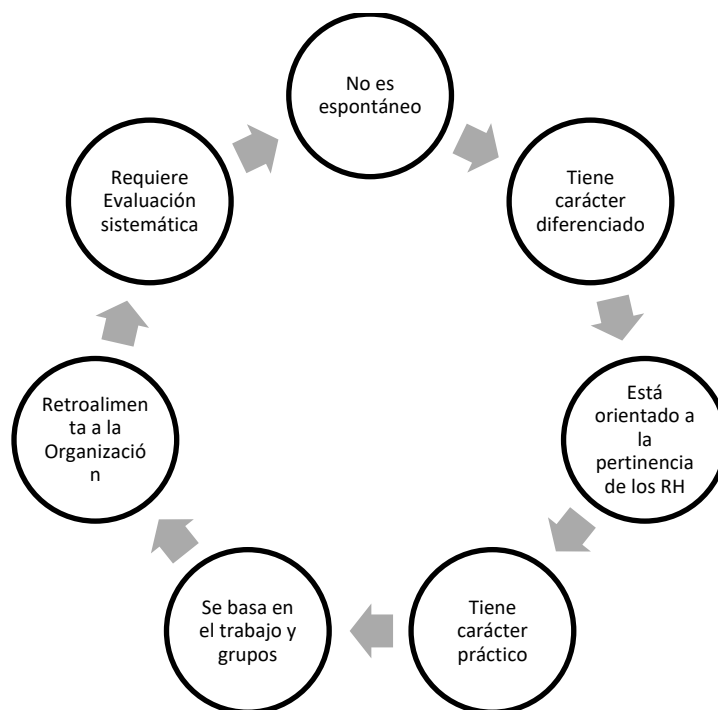 No es
espontáneo
Tiene
carácter
diferenciado
Está
orientado a
la
pertinencia
de los RH
Tiene
carácter
práctico
Se basa en
el trabajo y
grupos
Retroalimen
ta a la
Organizació
n
Requiere
Evaluación
sistemática